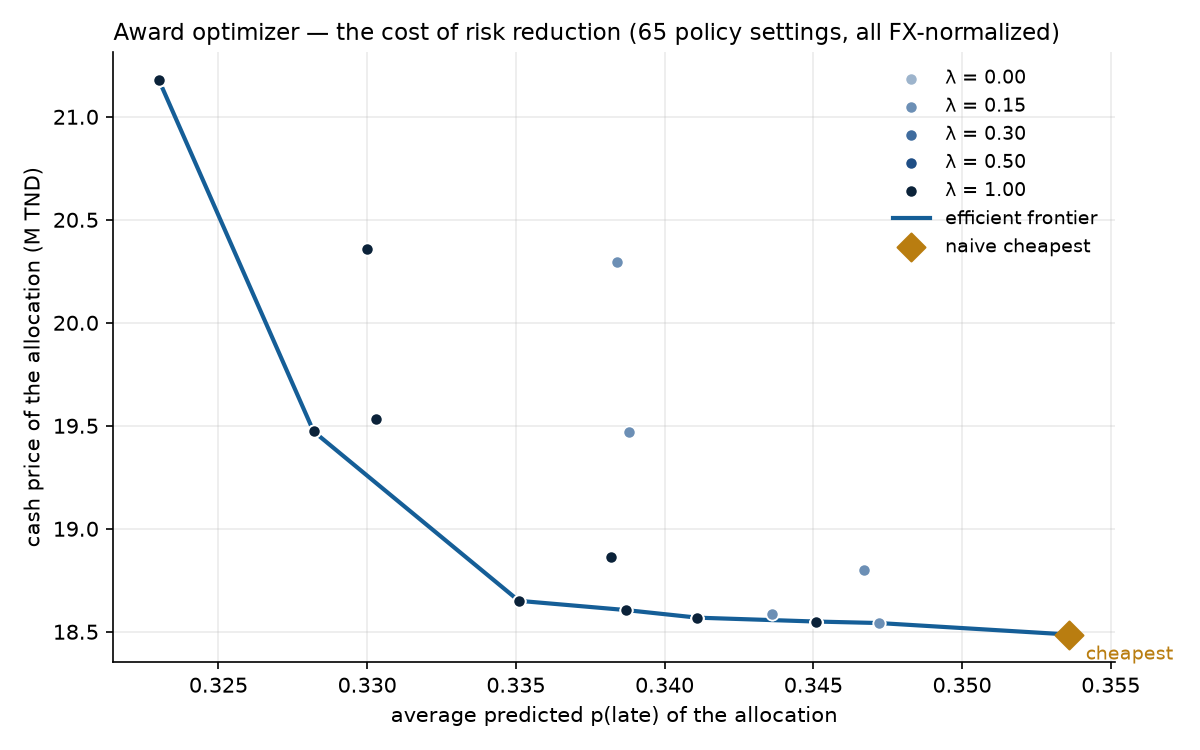 Award optimizer — the cost of risk reduction (65 policy settings, all FX-normalized)
λ = 0.00
λ = 0.15
λ = 0.30
λ = 0.50
λ = 1.00
efficient frontier
naive cheapest
cash price of the allocation (M TND)
21.0
20.5
20.0
19.5
19.0
18.5
cheapest
0.325
0.330
0.335
0.340
0.345
0.350
0.355
average predicted p(late) of the allocation